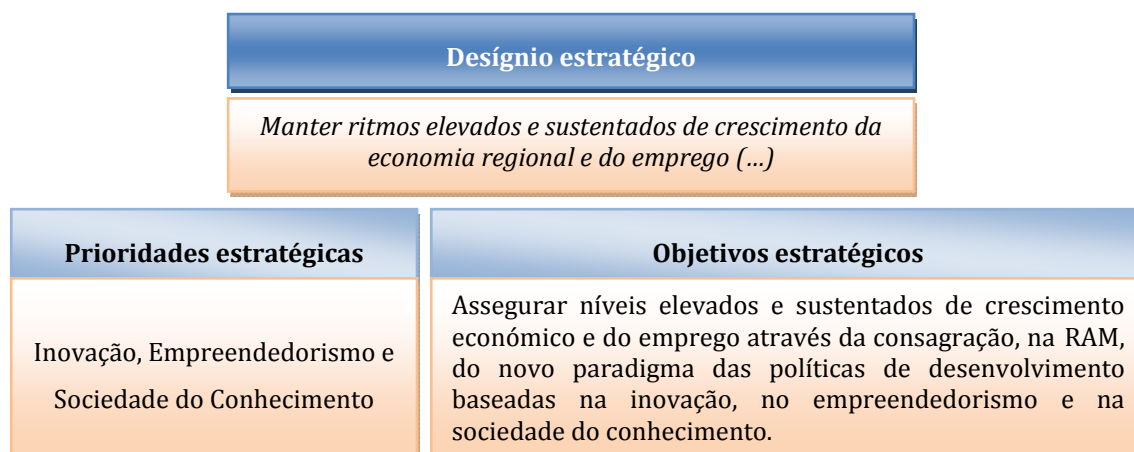 Desígnio estratégico
Manter ritmos elevados e sustentados de crescimento da
economia regional e do emprego (…)
Prioridades estratégicas
Inovação, Empreendedorismo e
Sociedade do Conhecimento
Objetivos estratégicos
Assegurar níveis elevados e sustentados de crescimento
económico e do emprego através da consagração, na RAM,
do novo paradigma das políticas de desenvolvimento
baseadas na inovação, no empreendedorismo e na
sociedade do conhecimento.